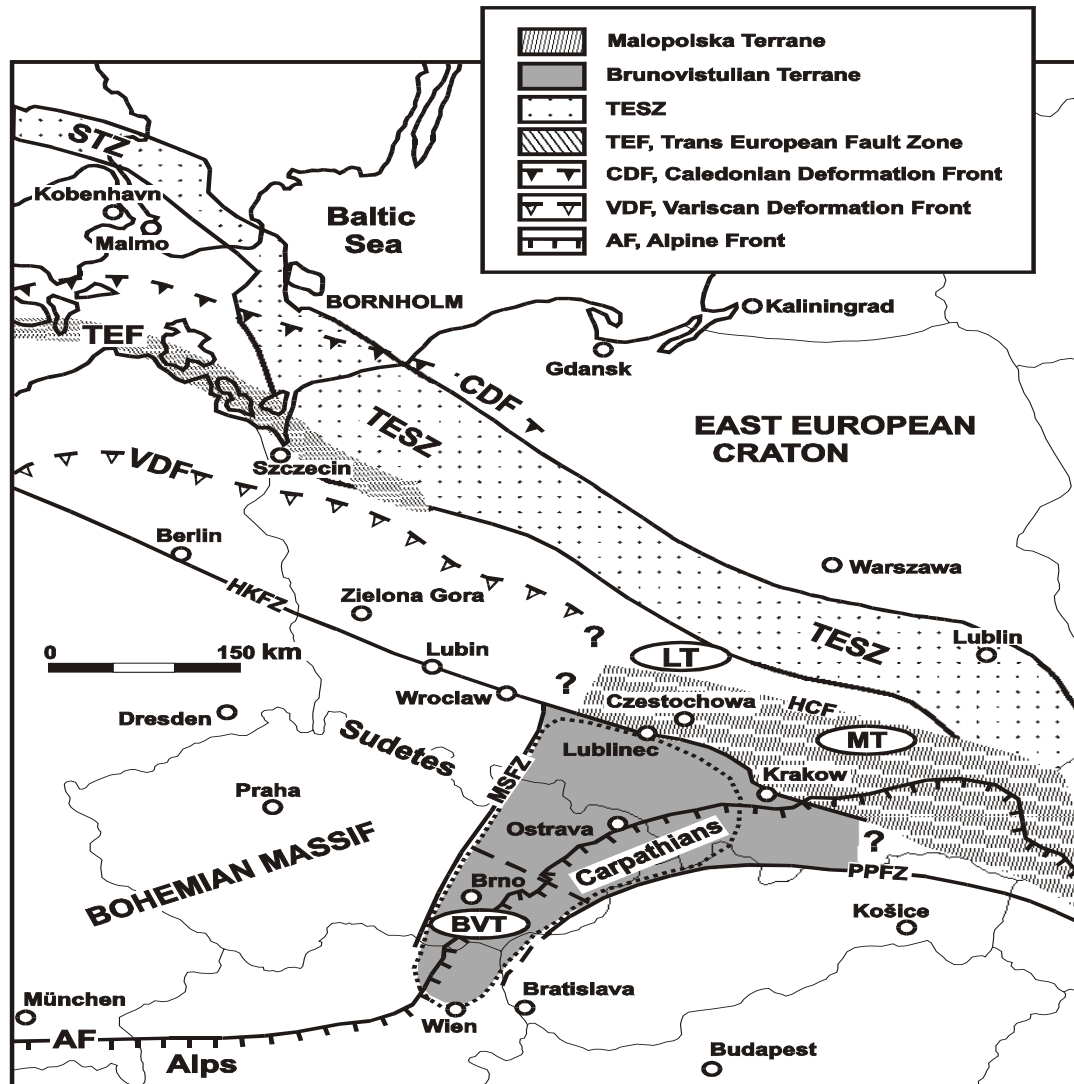 Malopolska Terrane
Brunovistulian Terrane
TESZ
TEF, Trans European Fault Zone
CDF, Caledonian Deformation Front
VDF, Variscan Deformation Front
AF, Alpine Front
STZ
Kobenhavn
Malmo
Baltic
Sea
BORNHOLM
Kaliningrad
TEF
Gdansk
CDF
TESZ
EAST EUROPEAN
CRATON
VDF
Szczecin
Berlin
HKFZ
Zielona Gora
Warszawa
?
TESZ
Lublin
0 150 km
Lubin
LT
?
Wroclaw
Czestochowa
HCF
Dresden
Sudetes
Lublinec
MT
MSFZ
Krakow
Praha
Ostrava
Carpathians
?
BOHEMIAN MASSIF
PPFZ
Brno
BVT
Košice
München
Bratislava
Wien
AF
Alps
Budapest